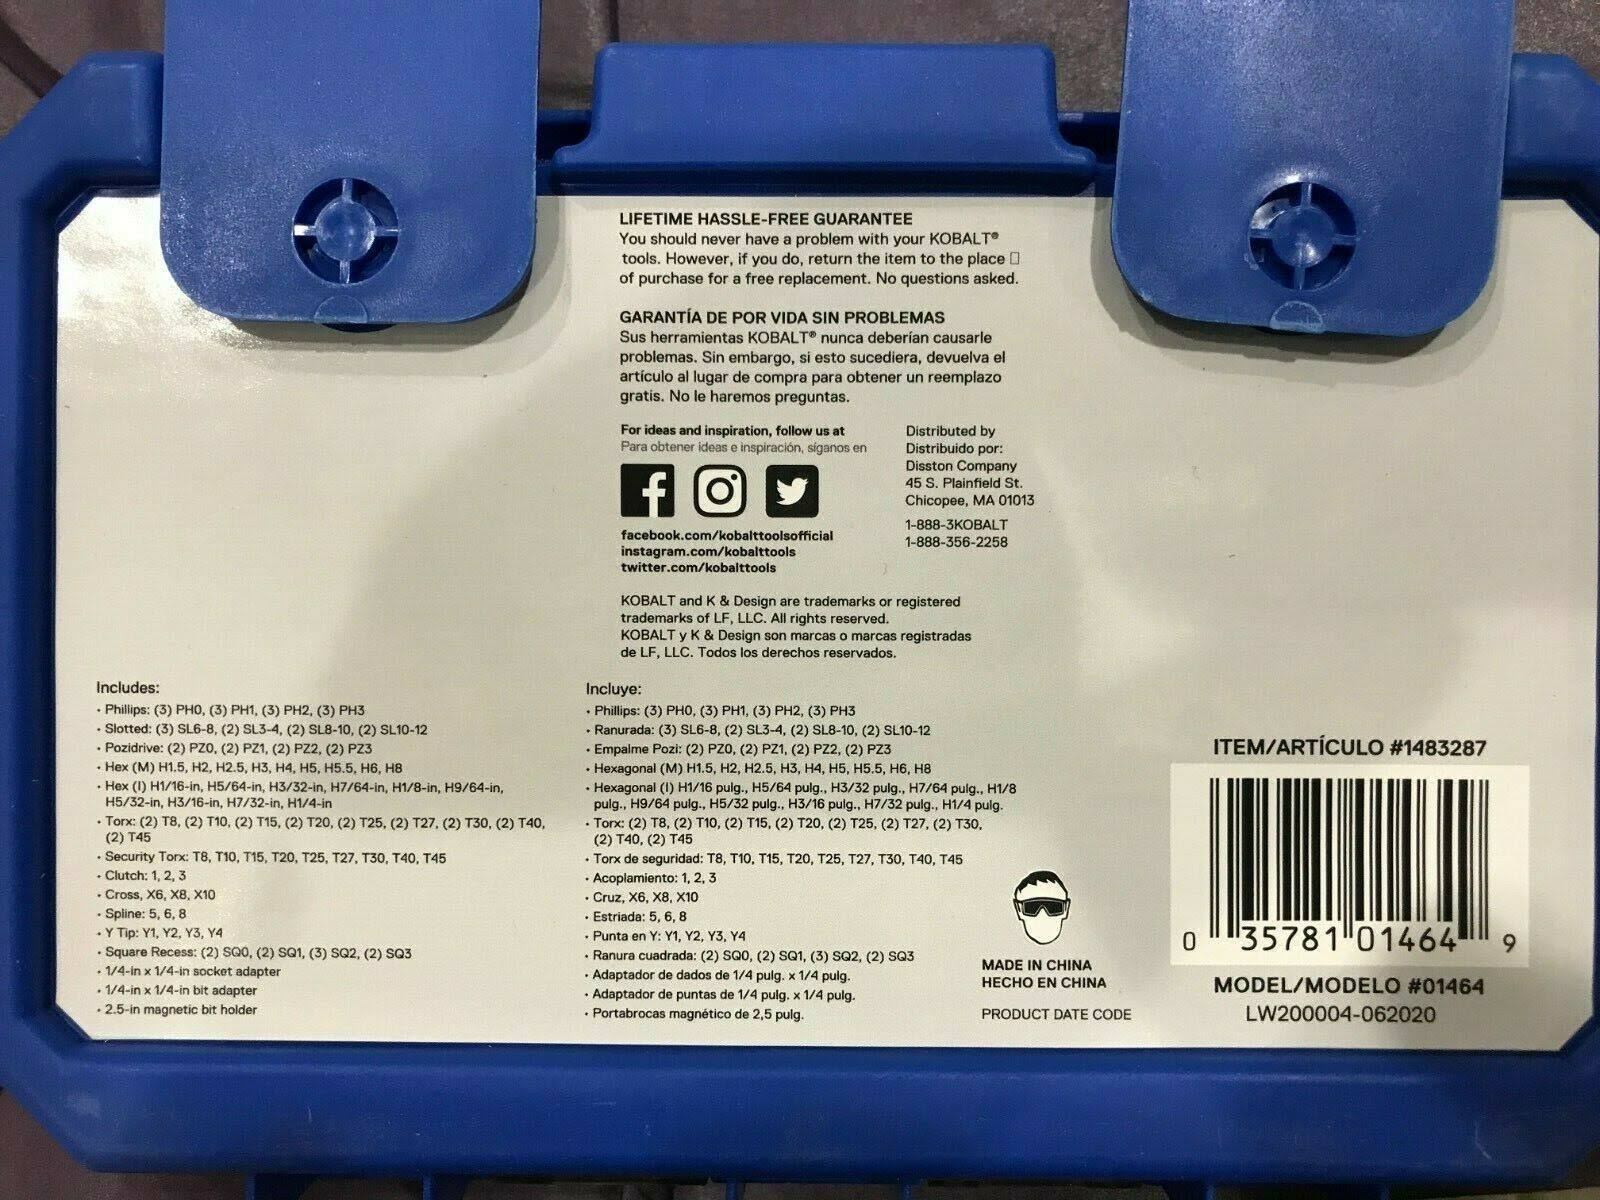 LIFETIME HASSLE-FREE GUARANTEE
You should never have a problem with your KOBALT®
tools. However, if you do, return the item to the place
of purchase for a free replacement. No questions asked.
GARANTÍA DE POR VIDA SIN PROBLEMAS
Sus herramientas KOBALT® nunca deberían causarle
problemas. Sin embargo, si esto sucediera, devuelva el
artículo al lugar de compra para obtener un reemplazo
gratis. No le haremos preguntas.
For ideas and inspiration, follow us at
Para obtener ideas e inspiración, síganos en
facebook.com/kobalttoolsofficial
instagram.com/kobalttools
twitter.com/kobalttools
Distributed by
Distribuido por:
Disston Company
45 S. Plainfield St.
Chicopee, MA 01013
1-888-3KOBALT
1-888-356-2258
KOBALT and K & Design are trademarks or registered
trademarks of LF, LLC. All rights reserved.
KOBALT y K & Design son marcas o marcas registradas
de LF, LLC. Todos los derechos reservados.
Includes:
• Phillips: (3) PH0, (3) PH1, (3) PH2, (3) PH3
• Slotted: (3) SL6-8, (2) SL3-4, (2) SL8-10, (2) SL10-12
• Pozidrive: (2) PZ0, (2) PZ1, (2) PZ2, (2) PZ3
• Hex (M) H1.5, H2, H2.5, H3, H4, H5, H5.5, H6, H8
• Hex (I) H1/16-in, H5/64-in, H3/32-in, H7/64-in, H1/8-in, H9/64-in,
H5/32-in, H3/16-in, H7/32-in, H1/4-in
• Torx: (2) T8, (2) T10, (2) T15, (2) T20, (2) T25, (2) T27, (2) T30, (2) T40,
(2) T45
• Security Torx: T8, T10, T15, T20, T25, T27, T30, T40, T45
• Clutch: 1, 2, 3
• Cross, X6, X8, X10
• Spline: 5, 6, 8
• Y Tip: Y1, Y2, Y3, Y4
• Square Recess: (2) SQ0, (2) SQ1, (3) SQ2, (2) SQ3
• 1/4-in x 1/4-in socket adapter
• 1/4-in x 1/4-in bit adapter
• 2.5-in magnetic bit holder
Incluye:
• Phillips: (3) PH0, (3) PH1, (3) PH2, (3) PH3
• Ranurada: (3) SL6-8, (2) SL3-4, (2) SL8-10, (2) SL10-12
• Empalme Pozi: (2) PZ0, (2) PZ1, (2) PZ2, (2) PZ3
• Hexagonal (M) H1.5, H2, H2.5, H3, H4, H5, H5.5, H6, H8
• Hexagonal (I) H1/16 pulg., H5/64 pulg., H3/32 pulg., H7/64 pulg., H1/8
pulg., H9/64 pulg., H5/32 pulg., H3/16 pulg., H7/32 pulg., H1/4 pulg.
• Torx: (2) T8, (2) T10, (2) T15, (2) T20, (2) T25, (2) T27, (2) T30,
(2) T40, (2) T45
• Torx de seguridad: T8, T10, T15, T20, T25, T27, T30, T40, T45
• Acoplamiento: 1, 2, 3
• Cruz, X6, X8, X10
• Estriada: 5, 6, 8
• Punta en Y: Y1, Y2, Y3, Y4
• Ranura cuadrada: (2) SQ0, (2) SQ1, (3) SQ2, (2) SQ3
• Adaptador de dados de 1/4 pulg. x 1/4 pulg.
• Adaptador de puntas de 1/4 pulg. x 1/4 pulg.
• Portabrocas magnético de 2,5 pulg.
MADE IN CHINA
HECHO EN CHINA
PRODUCT DATE CODE
ITEM/ARTÍCULO #1483287
0 35781 01464 9
MODEL/MODELO #01464
LW200004-062020